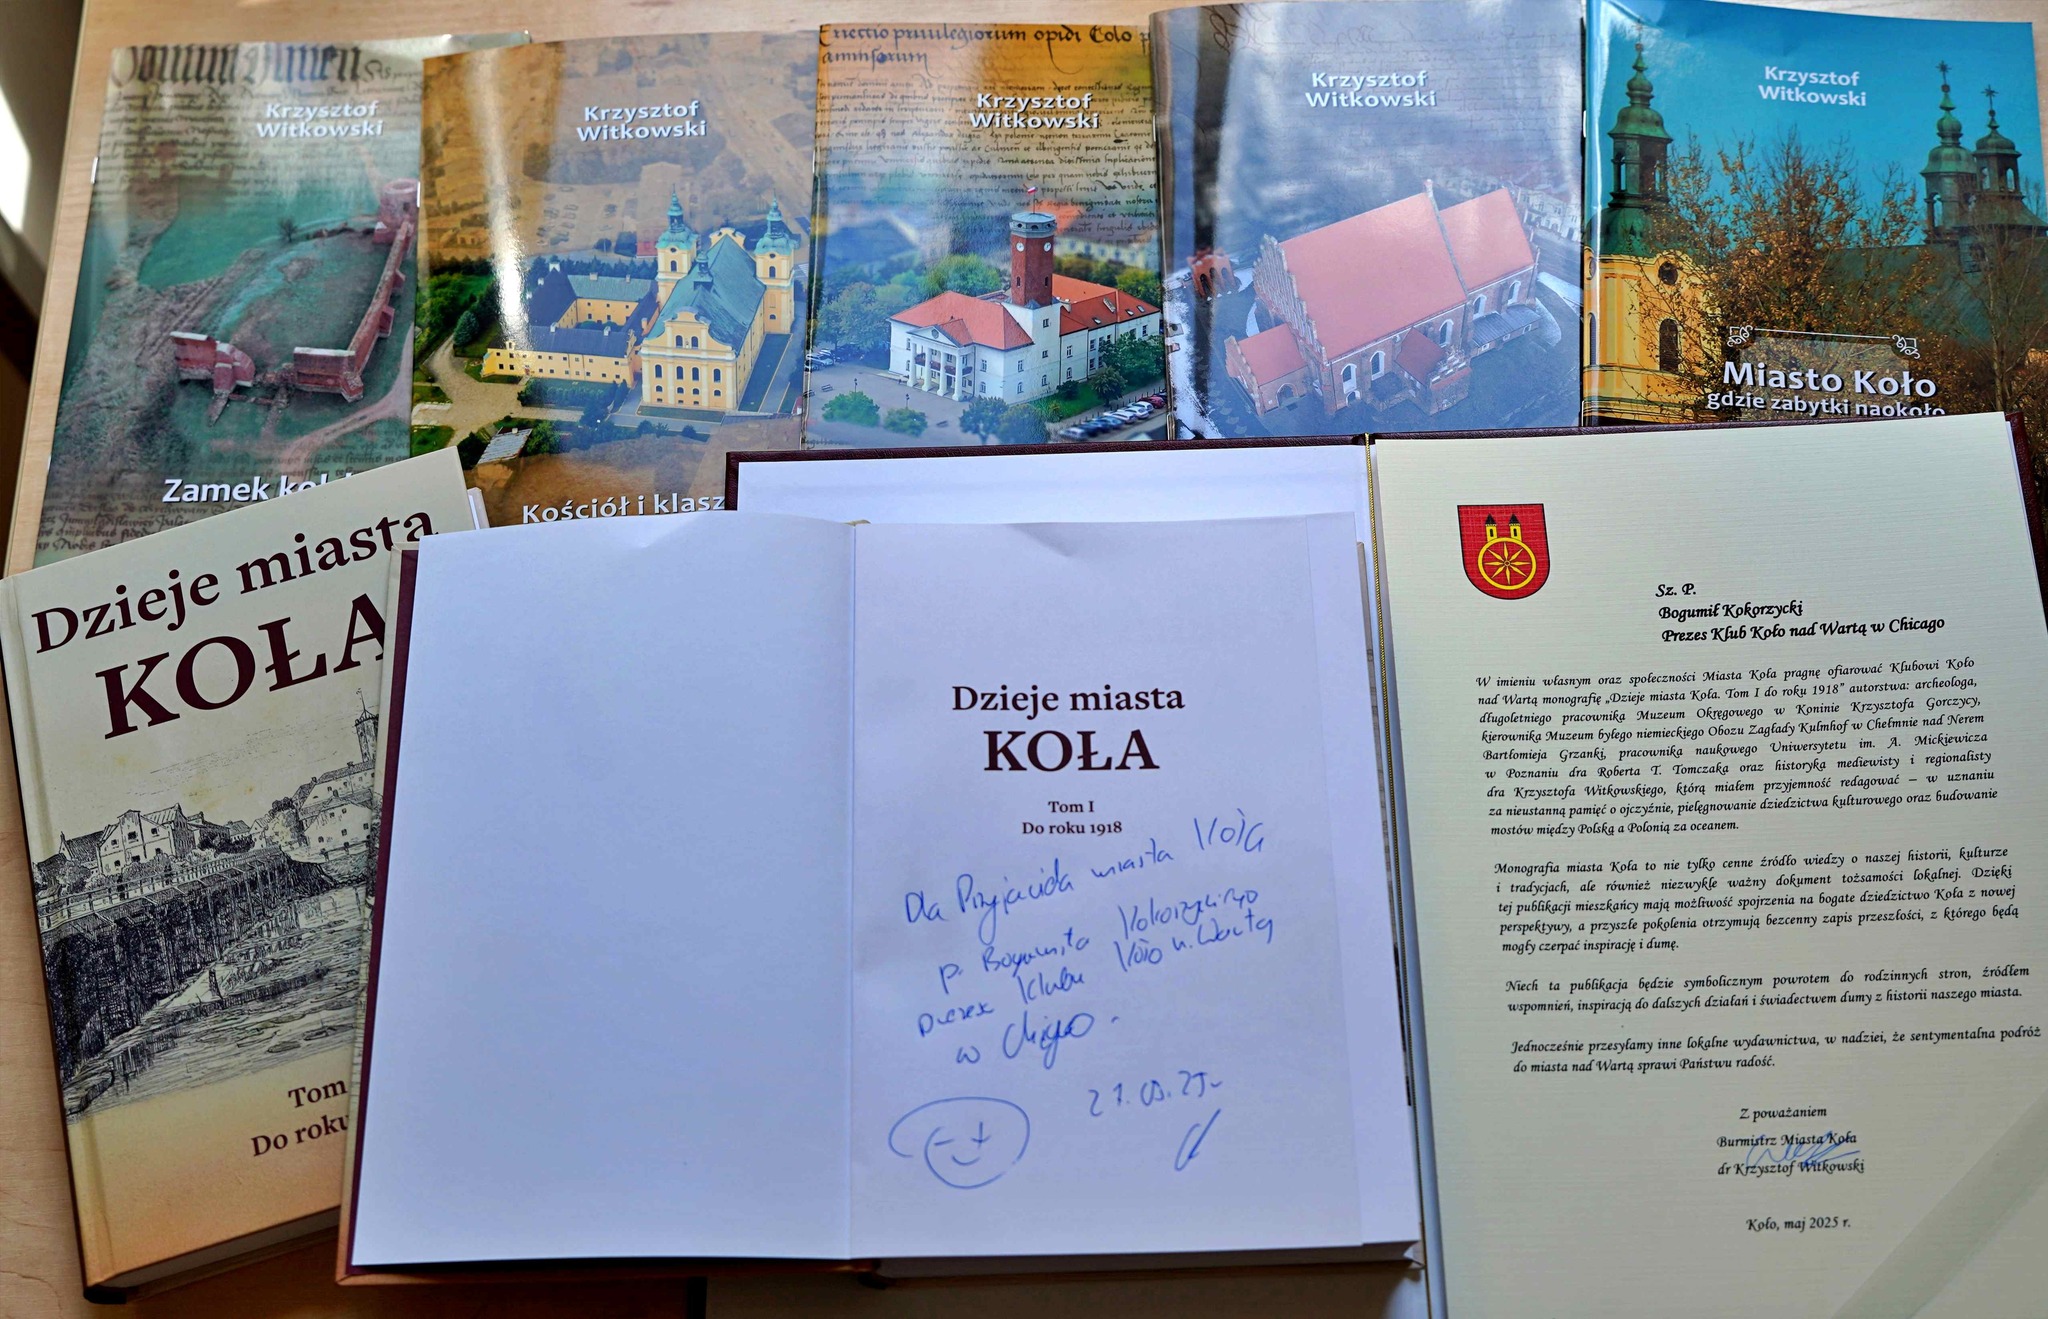 Krzysztof
Witkowski
Zamek
Krzysztof
Witkowski
Kościół i klasz
Krzysztof
Witkowski
Krzysztof
Witkowski
Krzysztof
Witkowski
Miasto Koło
gdzie zabytki naokoło
Dzieje miasta
KOŁA
Tom
Do roku
Dzieje miasta
KOŁA
Tom I
Do roku 1918
Dla Przyjaciela miasta Koła
p. Bogumiła Kokorzyckiego
Prezesa Klubu Koło n. Wartą
w Chicago.
Sz. P.
Bogumił Kokorzycki
Prezes Klub Koło nad Wartą w Chicago
W imieniu własnym oraz społeczności Miasta Koła pragnę ofiarować Klubowi Koło
nad Wartą monografię „Dzieje miasta Koła. Tom I do roku 1918” autorstwa: archeologa,
długoletniego pracownika Muzeum Okręgowego w Koninie Krzysztofa Gorczycy,
kierownika Muzeum byłego niemieckiego Obozu Zagłady Kulmhof w Chełmnie nad Nerem
Bartłomieja Grzanki, pracownika naukowego Uniwersytetu im. A. Mickiewicza
w Poznaniu dra Roberta T. Tomczaka oraz historyka mediewisty i regionalisty
dra Krzysztofa Witkowskiego, którą miałem przyjemność redagować – w uznaniu
za nieustanną pamięć o ojczyźnie, pielęgnowanie dziedzictwa kulturowego oraz budowanie
mostów między Polską a Polonią za oceanem.
Monografia miasta Koła to nie tylko cenne źródło wiedzy o naszej historii, kulturze
i tradycjach, ale również niezwykle ważny dokument tożsamości lokalnej. Dzięki
tej publikacji mieszkańcy mają możliwość spojrzenia na bogate dziedzictwo Koła z nowej
perspektywy, a przyszłe pokolenia otrzymują bezcenny zapis przeszłości, z którego będą
mogły czerpać inspirację i dumę.
Niech ta publikacja będzie symbolicznym powrotem do rodzinnych stron, źródłem
wspomnień, inspiracją do dalszych działań i świadectwem dumy z historii naszego miasta.
Jednocześnie przesyłamy inne lokalne wydawnictwa, w nadziei, że sentymentalna podróż
do miasta nad Wartą sprawi Państwu radość.
Z poważaniem
Burmistrz Miasta Koła
dr Krzysztof Witkowski
Koło, maj 2025 r.